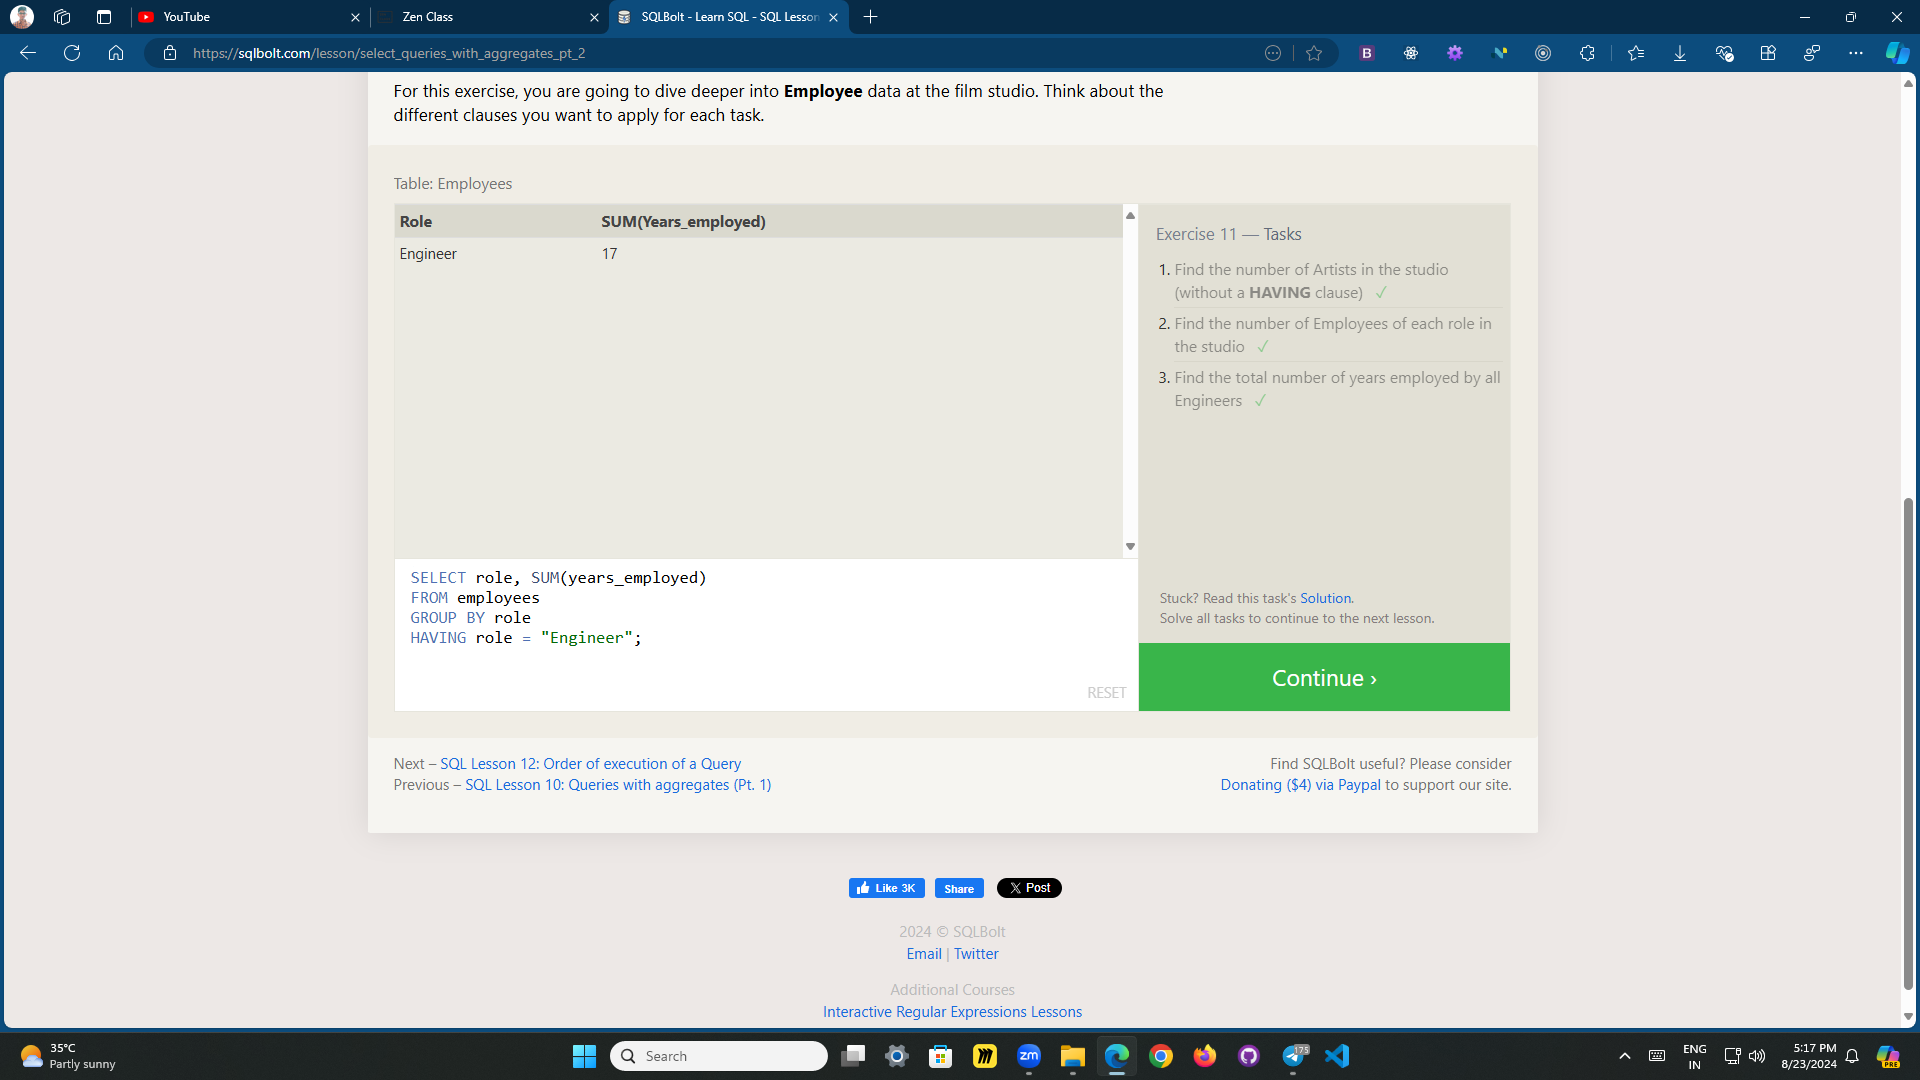 YouTube
Zen Class
SQLBolt - Learn SQL - SQL Lesson
https://sqlbolt.com/lesson/select_queries_with_aggregates_pt_2
For this exercise, you are going to dive deeper into Employee data at the film studio. Think about the
different clauses you want to apply for each task.
Table: Employees
Role SUM(Years_employed)
Engineer 17
SELECT role, SUM(years_employed)
FROM employees
GROUP BY role
HAVING role = "Engineer";
RESET
Exercise 11 — Tasks
1. Find the number of Artists in the studio
(without a HAVING clause) ✓
2. Find the number of Employees of each role in
the studio ✓
3. Find the total number of years employed by all
Engineers ✓
Stuck? Read this task's Solution.
Solve all tasks to continue to the next lesson.
Continue ›
Next – SQL Lesson 12: Order of execution of a Query
Previous – SQL Lesson 10: Queries with aggregates (Pt. 1)
Find SQLBolt useful? Please consider
Donating ($4) via Paypal to support our site.
Like 3K
Share
X Post
2024 © SQLBolt
Email | Twitter
Additional Courses
Interactive Regular Expressions Lessons
35°C
Partly sunny
Search
zm
175
ENG
IN
5:17 PM
8/23/2024
PRE